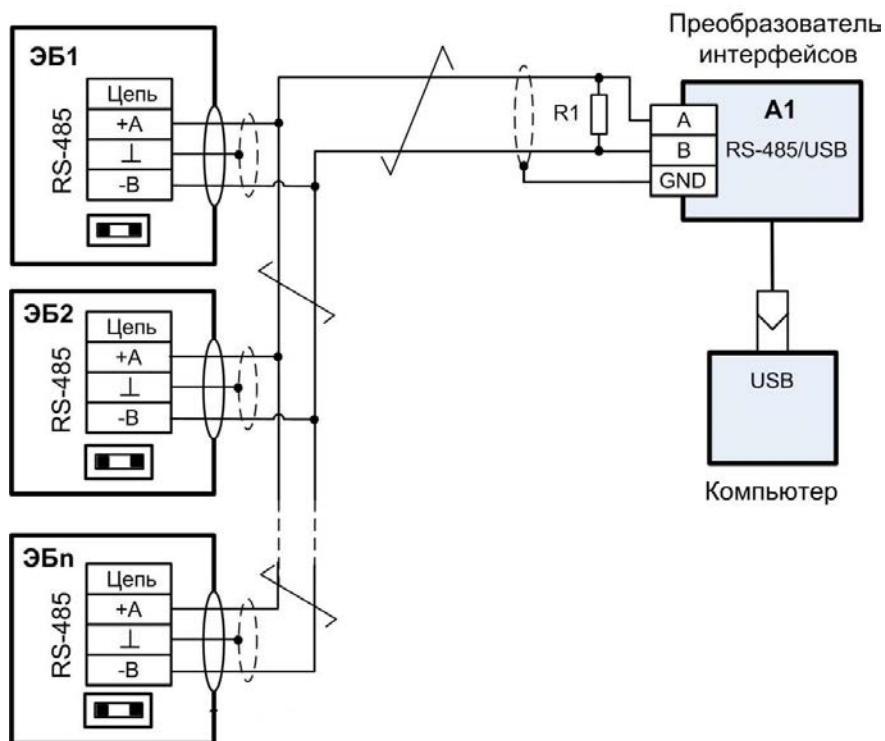 ЭБ1
RS-485
Цепь
+A
⊥
-B
ЭБ2
RS-485
Цепь
+A
⊥
-B
ЭБn
RS-485
Цепь
+A
⊥
-B
R1
Преобразователь
интерфейсов
A
B
GND
A1
RS-485/USB
USB
Компьютер